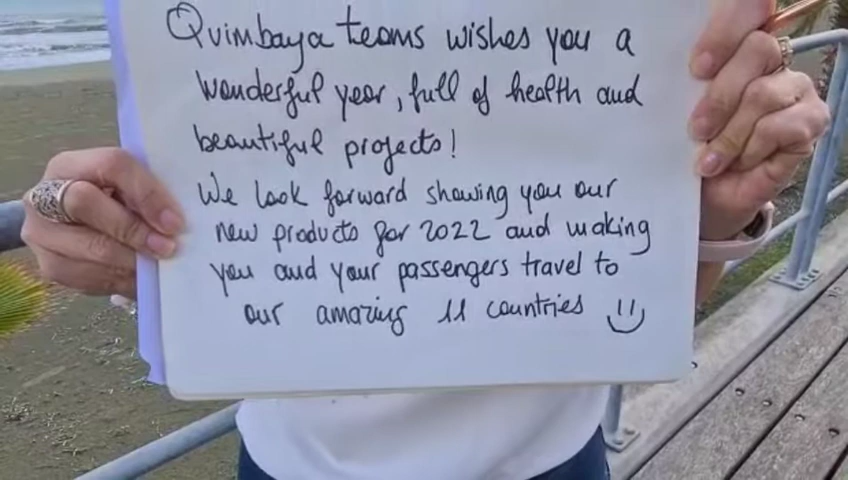 Quimbaya teams wishes you a
wonderful year, full of health and
beautiful projects!
We look forward showing you our
new products for 2022 and making
you and your passengers travel to
our amazing 11 countries